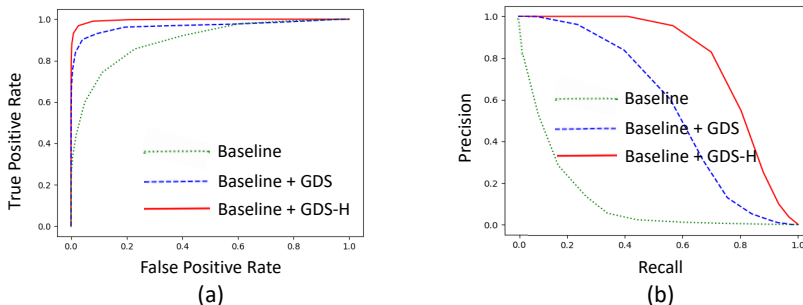 True Positive Rate
1.0
0.8
0.6
0.4
0.2
0.0
Baseline
Baseline + GDS
Baseline + GDS-H
0.0 0.2 0.4 0.6 0.8 1.0
False Positive Rate
(a)
Precision
1.0
0.8
0.6
0.4
0.2
0.0
Baseline
Baseline + GDS
Baseline + GDS-H
0.0 0.2 0.4 0.6 0.8 1.0
Recall
(b)